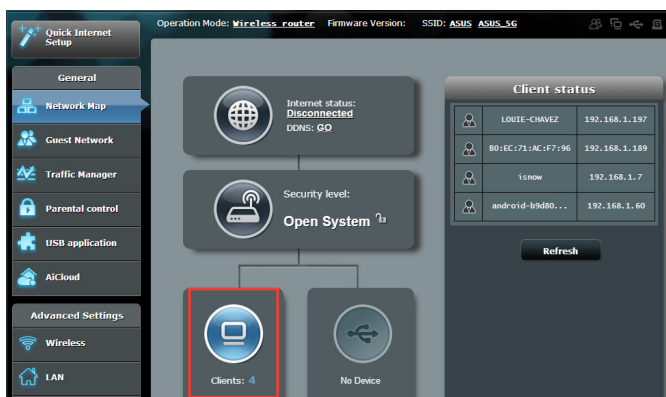 Quick Internet
Setup
Operation Mode: Wireless router Firmware Version: SSID: ASUS ASUS_5G
General
Network Map
Guest Network
Traffic Manager
Parental control
USB application
AiCloud
Advanced Settings
Wireless
LAN
Internet status:
Disconnected
DDNS: GO
Security level:
Open System
Clients: 4
No Device
Client status
LOUIE-CHAVEZ 192.168.1.197
B0:EC:71:AC:F7:96 192.168.1.189
isnow 192.168.1.7
android-b9d80... 192.168.1.60
Refresh